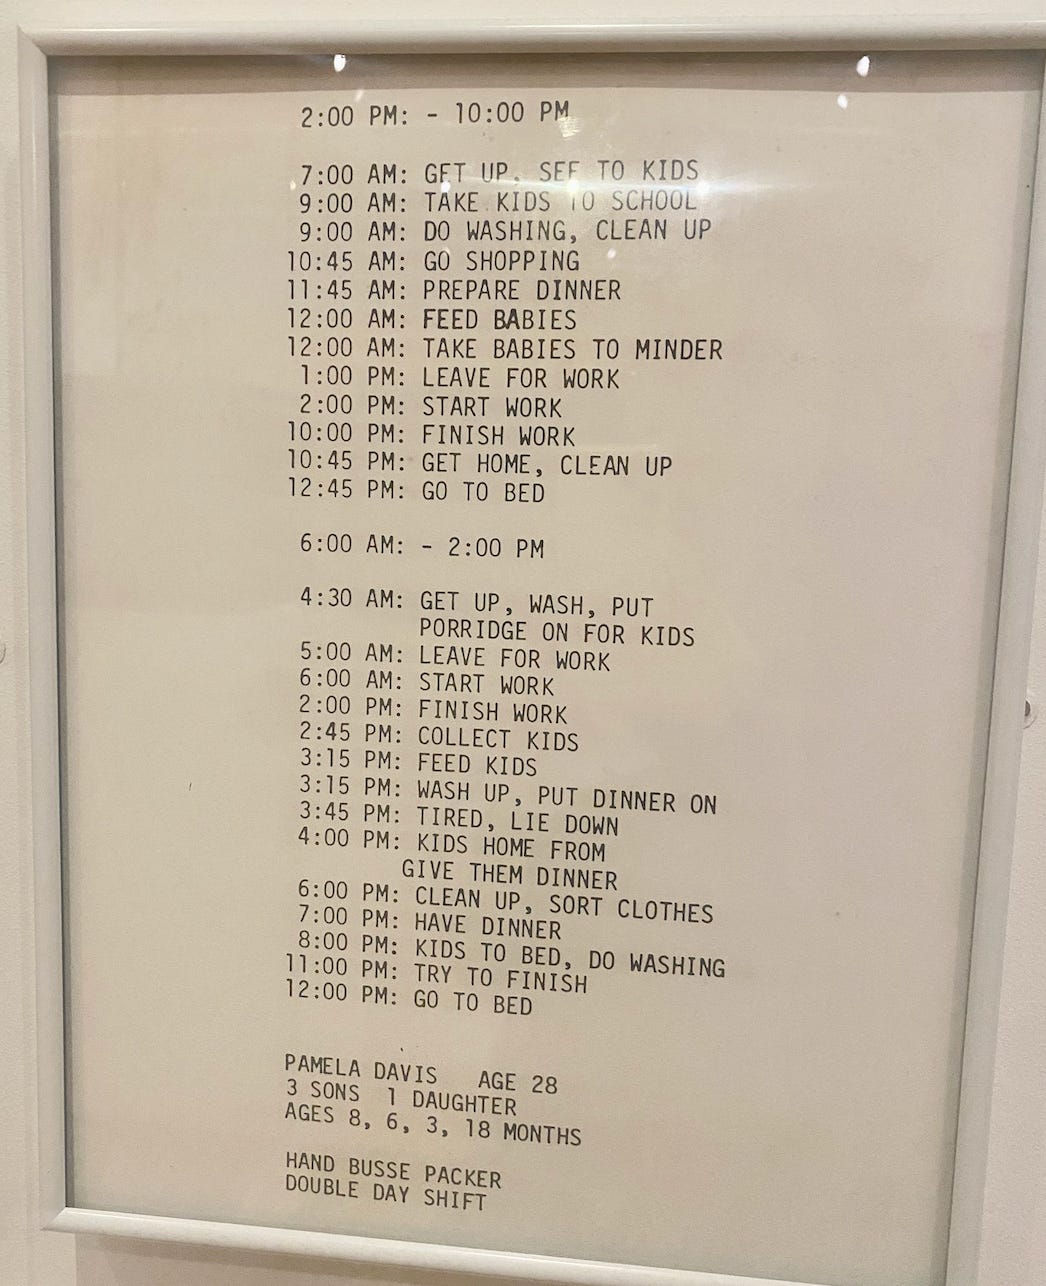 2:00 PM: - 10:00 PM
7:00 AM: GET UP, SEE TO KIDS
9:00 AM: TAKE KIDS TO SCHOOL
9:00 AM: DO WASHING, CLEAN UP
10:45 AM: GO SHOPPING
11:45 AM: PREPARE DINNER
12:00 AM: FEED BABIES
12:00 AM: TAKE BABIES TO MINDER
1:00 PM: LEAVE FOR WORK
2:00 PM: START WORK
10:00 PM: FINISH WORK
10:45 PM: GET HOME, CLEAN UP
12:45 PM: GO TO BED
6:00 AM: - 2:00 PM
4:30 AM: GET UP, WASH, PUT
PORRIDGE ON FOR KIDS
5:00 AM: LEAVE FOR WORK
6:00 AM: START WORK
2:00 PM: FINISH WORK
2:45 PM: COLLECT KIDS
3:15 PM: FEED KIDS
3:15 PM: WASH UP, PUT DINNER ON
3:45 PM: TIRED, LIE DOWN
4:00 PM: KIDS HOME FROM
GIVE THEM DINNER
6:00 PM: CLEAN UP, SORT CLOTHES
7:00 PM: HAVE DINNER
8:00 PM: KIDS TO BED, DO WASHING
11:00 PM: TRY TO FINISH
12:00 PM: GO TO BED
PAMELA DAVIS AGE 28
3 SONS 1 DAUGHTER
AGES 8, 6, 3, 18 MONTHS
HAND BUSSE PACKER
DOUBLE DAY SHIFT